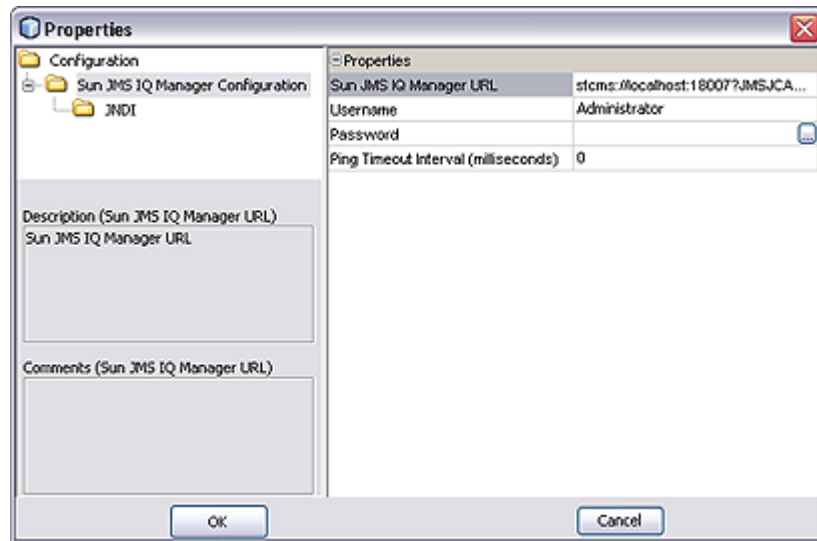 Properties
Configuration
Sun JMS IQ Manager Configuration
JNDI
Properties
Sun JMS IQ Manager URL stcms://localhost:18007?JMSJCA...
Username Administrator
Password ...
Ping Timeout Interval (milliseconds) 0
Description (Sun JMS IQ Manager URL)
Sun JMS IQ Manager URL
Comments (Sun JMS IQ Manager URL)
OK Cancel